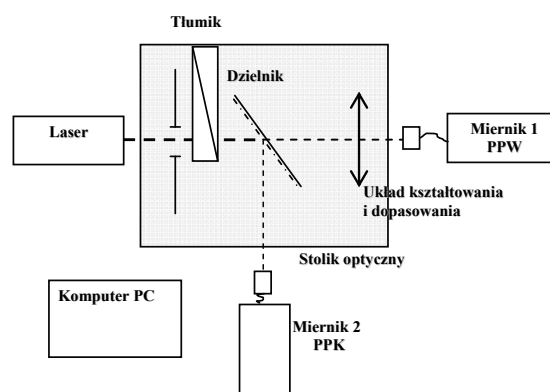 Tłumik
Dzielnik
Laser
Miernik 1
PPW
Układ kształtowania
i dopasowania
Stolik optyczny
Komputer PC
Miernik 2
PPK